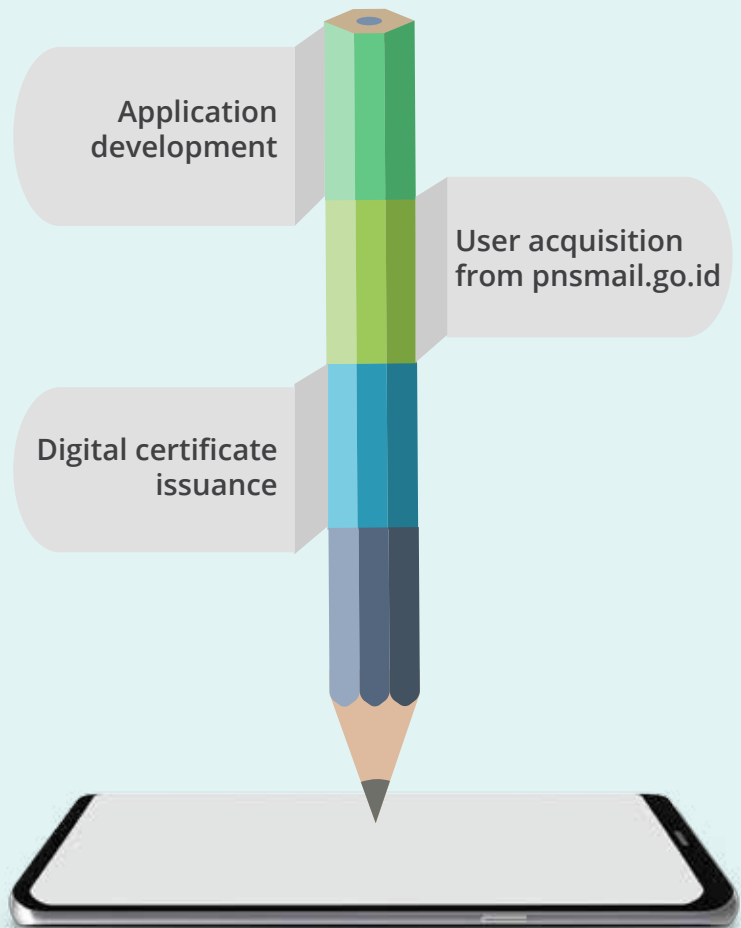 Application
development
User acquisition
from pnsmail.go.id
Digital certificate
issuance